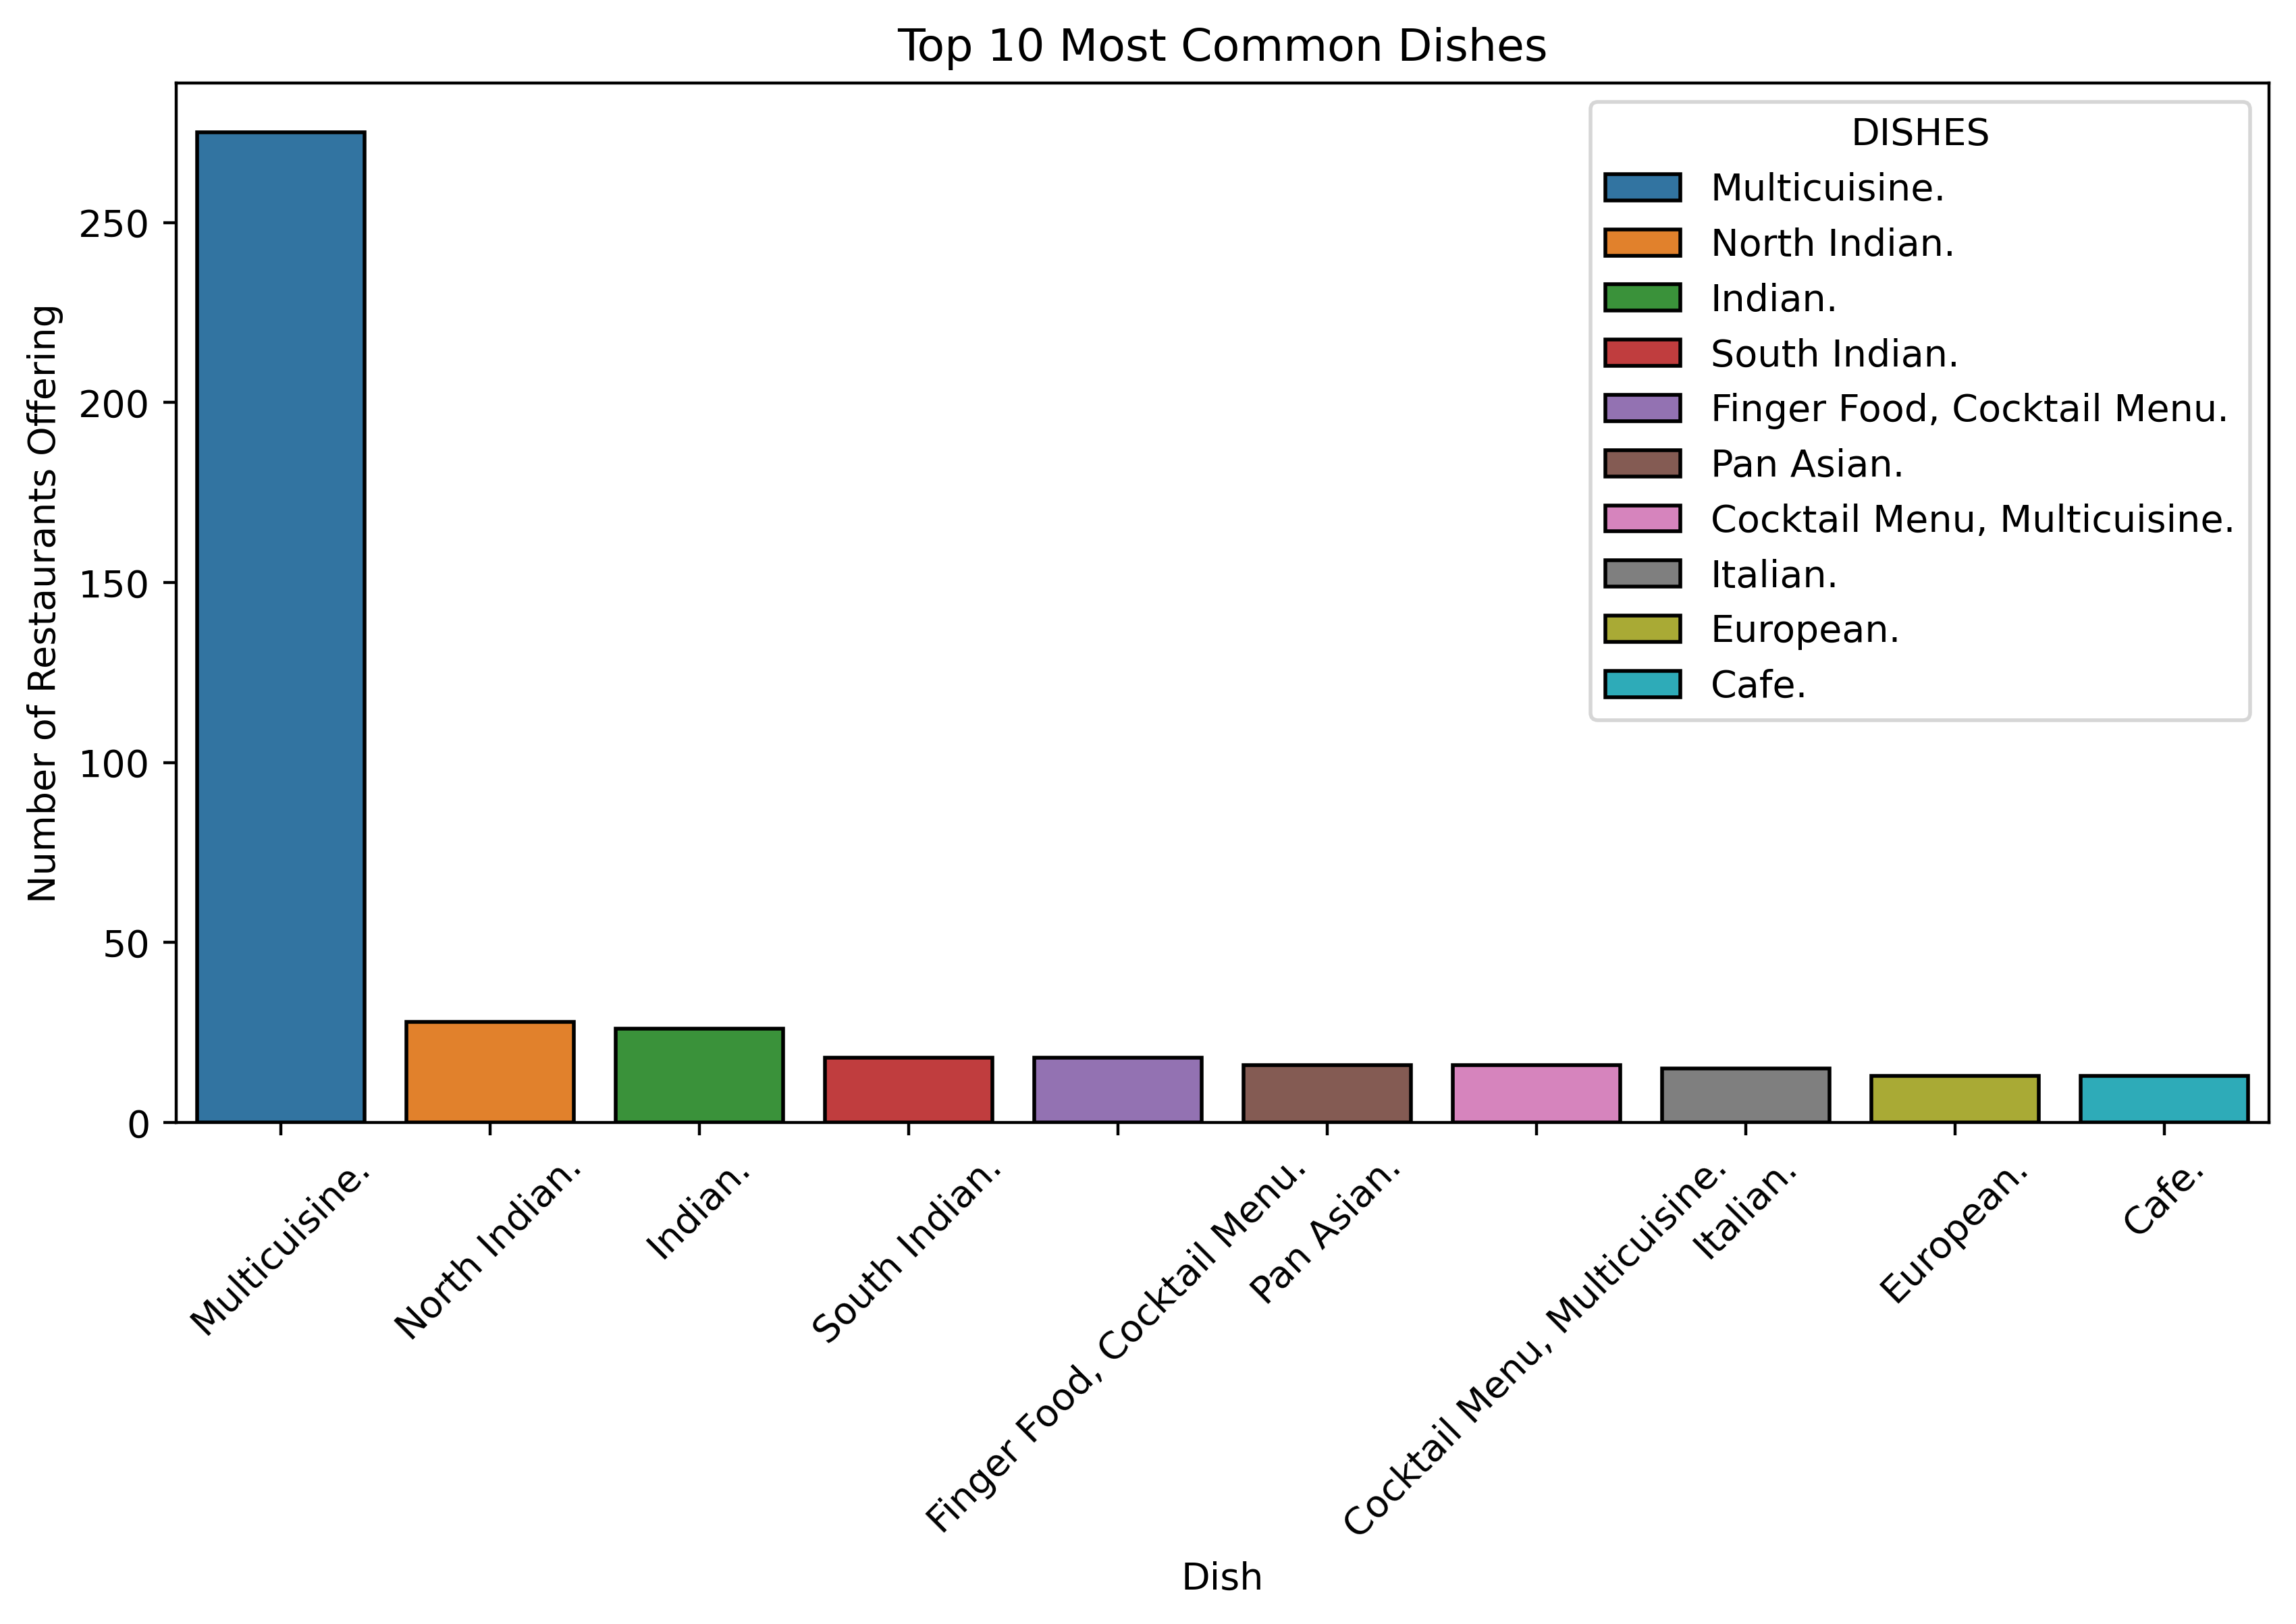 Top 10 Most Common Dishes
Number of Restaurants Offering
250
200
150
100
50
0
DISHES
Multicuisine.
North Indian.
Indian.
South Indian.
Finger Food, Cocktail Menu.
Pan Asian.
Cocktail Menu, Multicuisine.
Italian.
European.
Cafe.
Multicuisine.
North Indian.
Indian.
South Indian.
Finger Food, Cocktail Menu.
Pan Asian.
Cocktail Menu, Multicuisine.
Italian.
European.
Cafe.
Dish